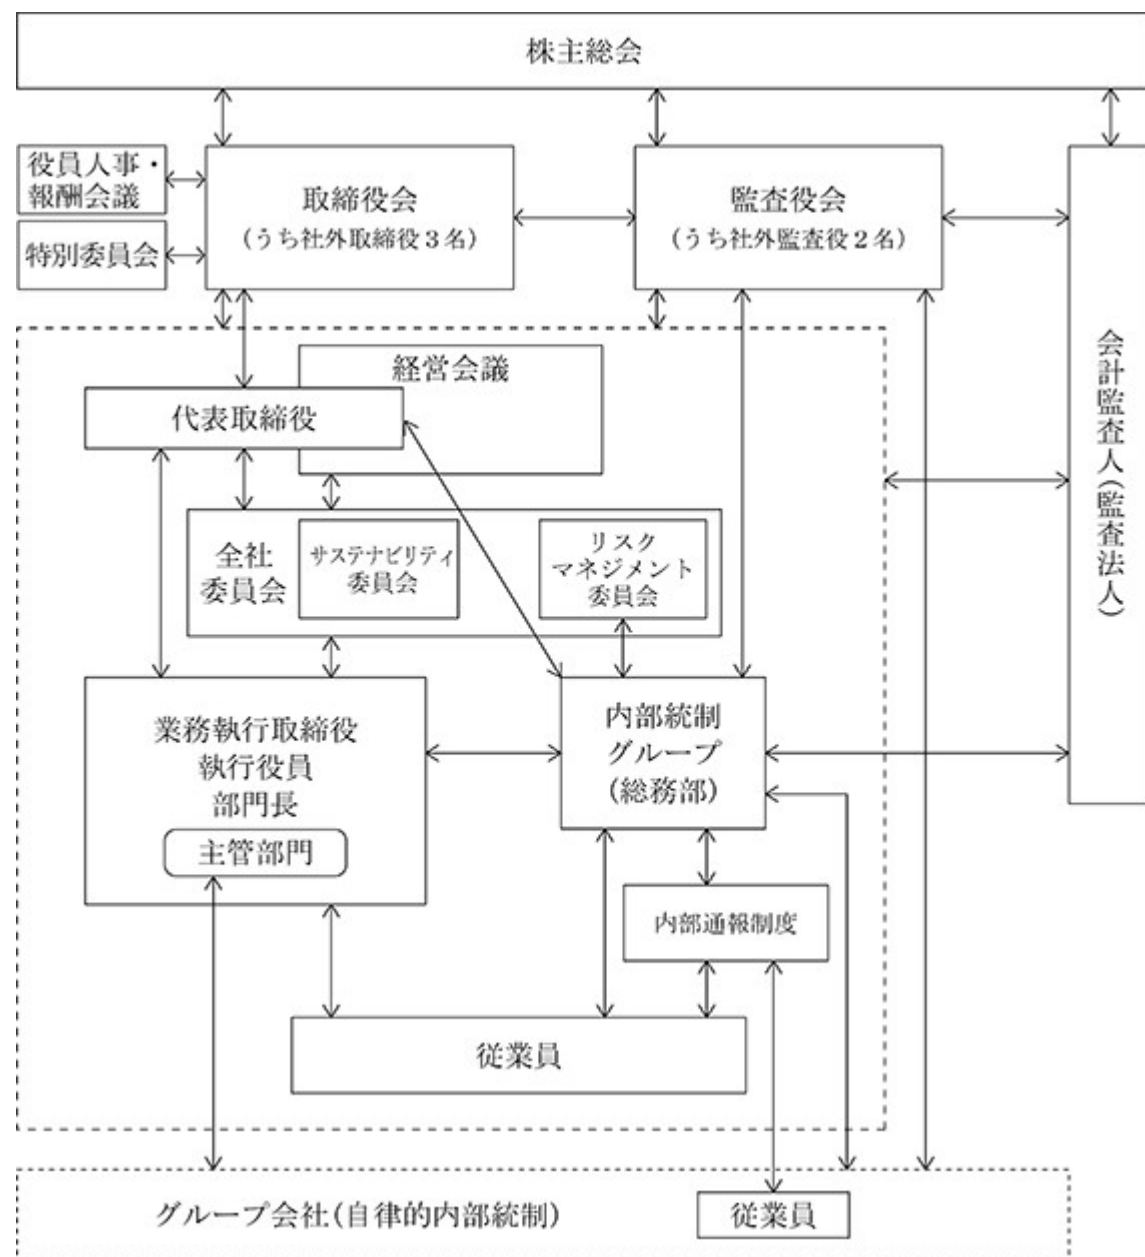 株主総会
役員人事・
報酬会議
特別委員会
取締役会
(うち社外取締役3名)
監査役会
(うち社外監査役2名)
会計監査人(監査法人)
経営会議
代表取締役
全社
委員会
サステナビリティ
委員会
リスク
マネジメント
委員会
業務執行取締役
執行役員
部門長
主管部門
内部統制
グループ
(総務部)
内部通報制度
従業員
グループ会社(自律的内部統制)
従業員